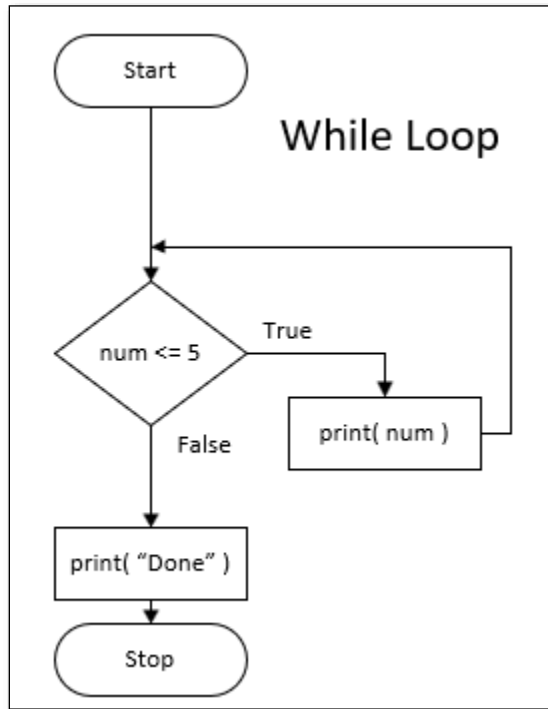 Start
While Loop
num <= 5
True
print( num )
False
print( “Done” )
Stop